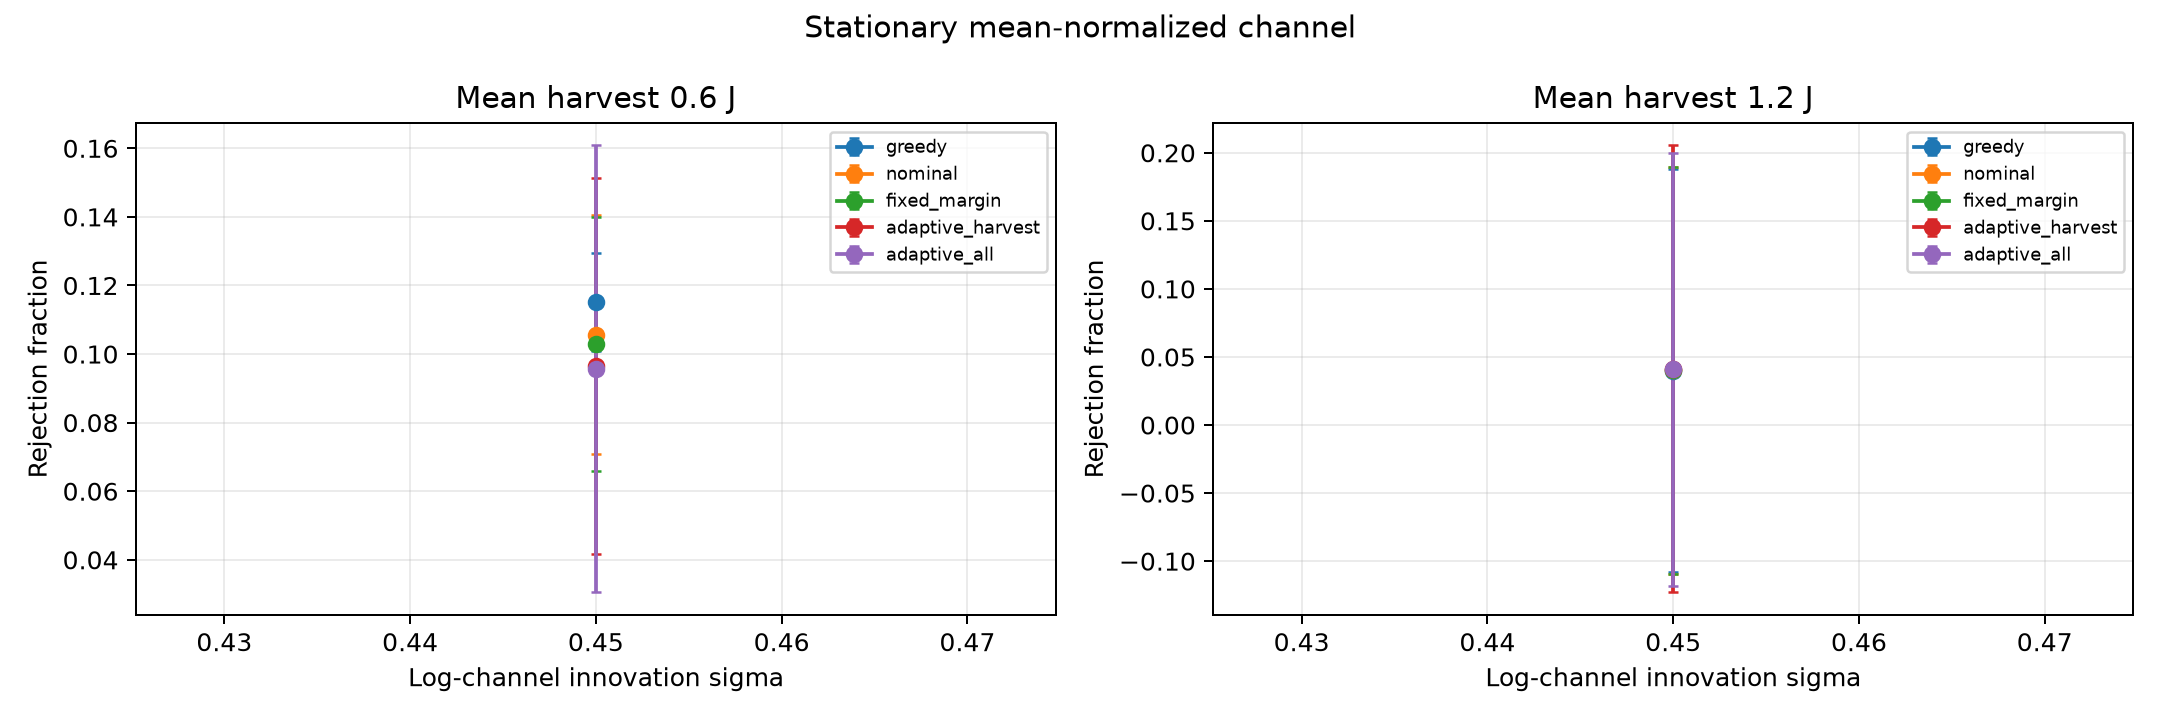 Stationary mean-normalized channel
Mean harvest 0.6 J
Rejection fraction
0.16
0.14
0.12
0.10
0.08
0.06
0.04
greedy
nominal
fixed_margin
adaptive_harvest
adaptive_all
0.43
0.44
0.45
0.46
0.47
Log-channel innovation sigma
Mean harvest 1.2 J
Rejection fraction
0.20
0.15
0.10
0.05
0.00
−0.05
−0.10
greedy
nominal
fixed_margin
adaptive_harvest
adaptive_all
0.43
0.44
0.45
0.46
0.47
Log-channel innovation sigma